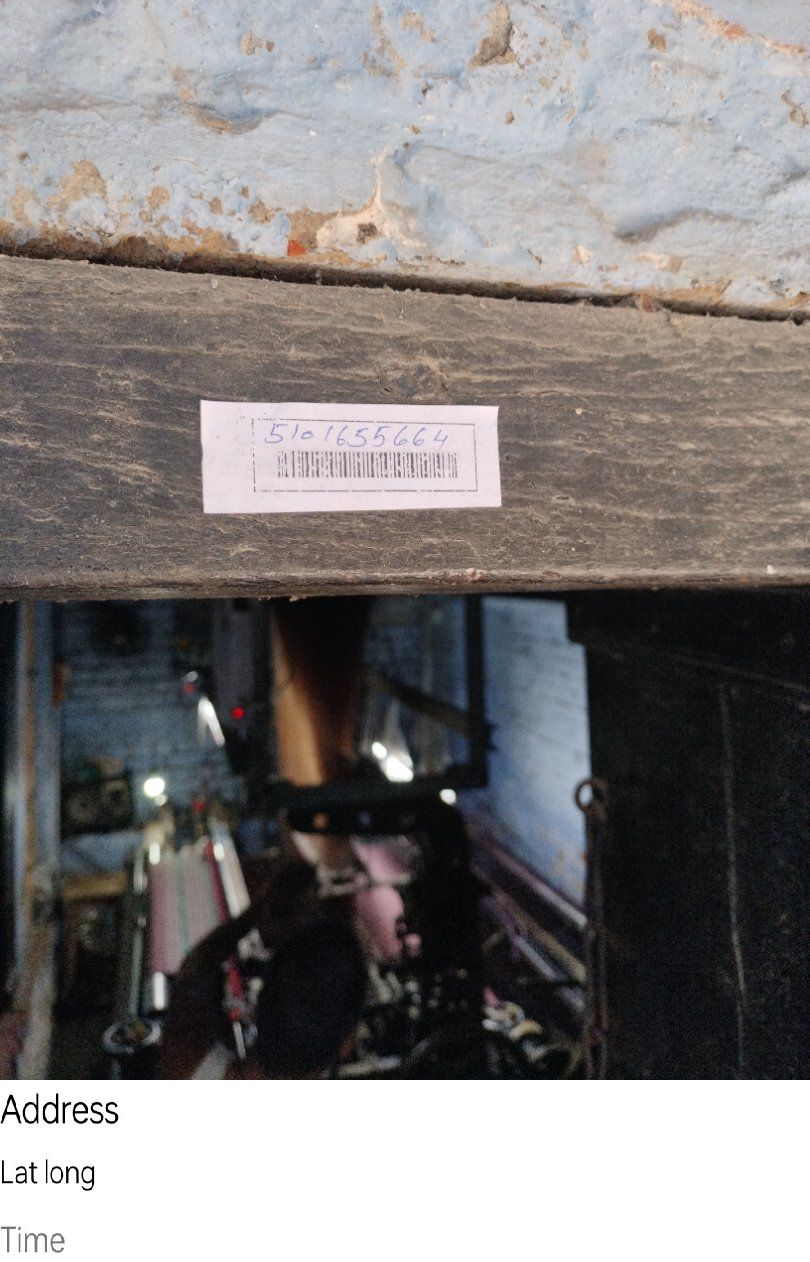 5101655664
Address
Lat long
Time